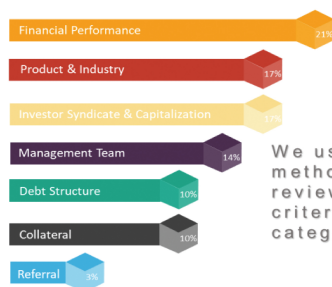 Financial Performance 21%
Product & Industry 17%
Investor Syndicate & Capitalization 17%
Management Team 14%
Debt Structure 10%
Collateral 10%
Referral 3%
We us
metho
review
criter
categ